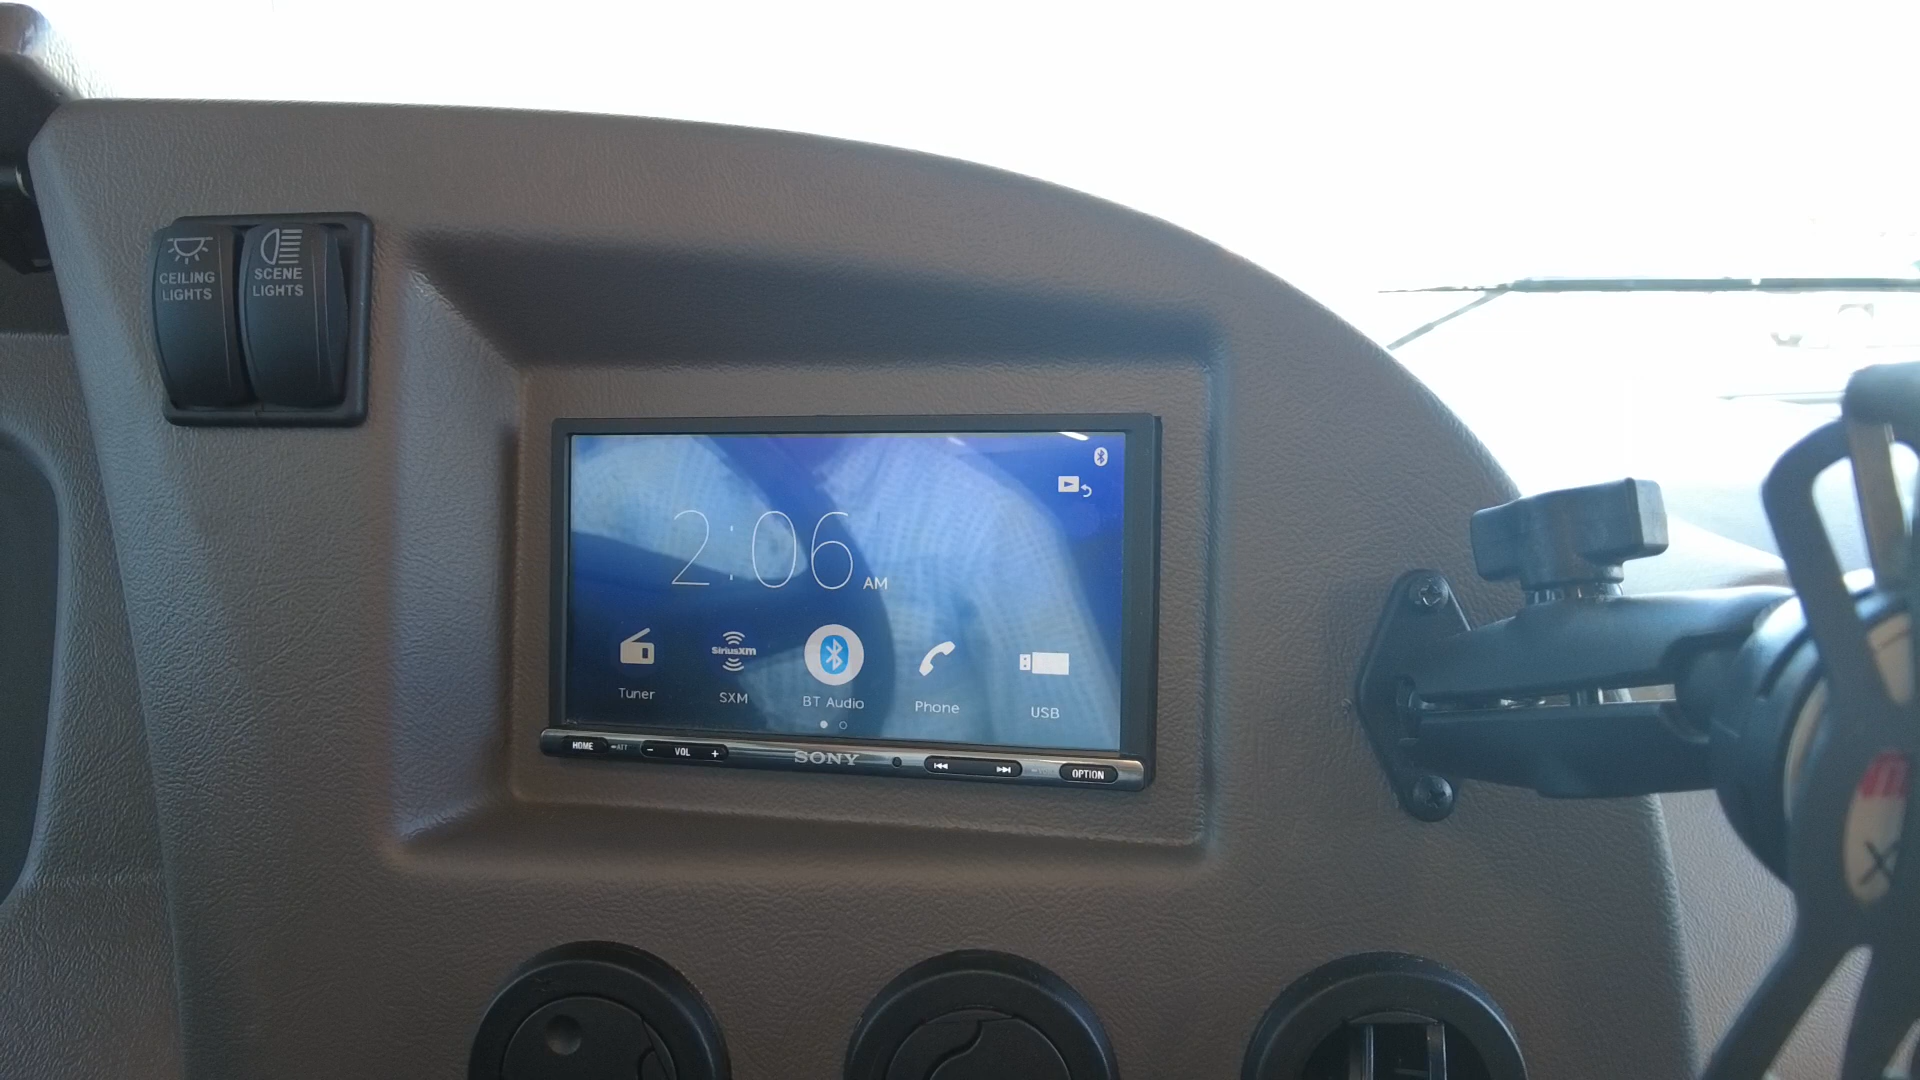 CEILING
LIGHTS
SCENE
LIGHTS
2:06 AM
Tuner
SiriusXM
SXM
BT Audio
Phone
USB
HOME
ATT
- VOL +
SONY
OPTION